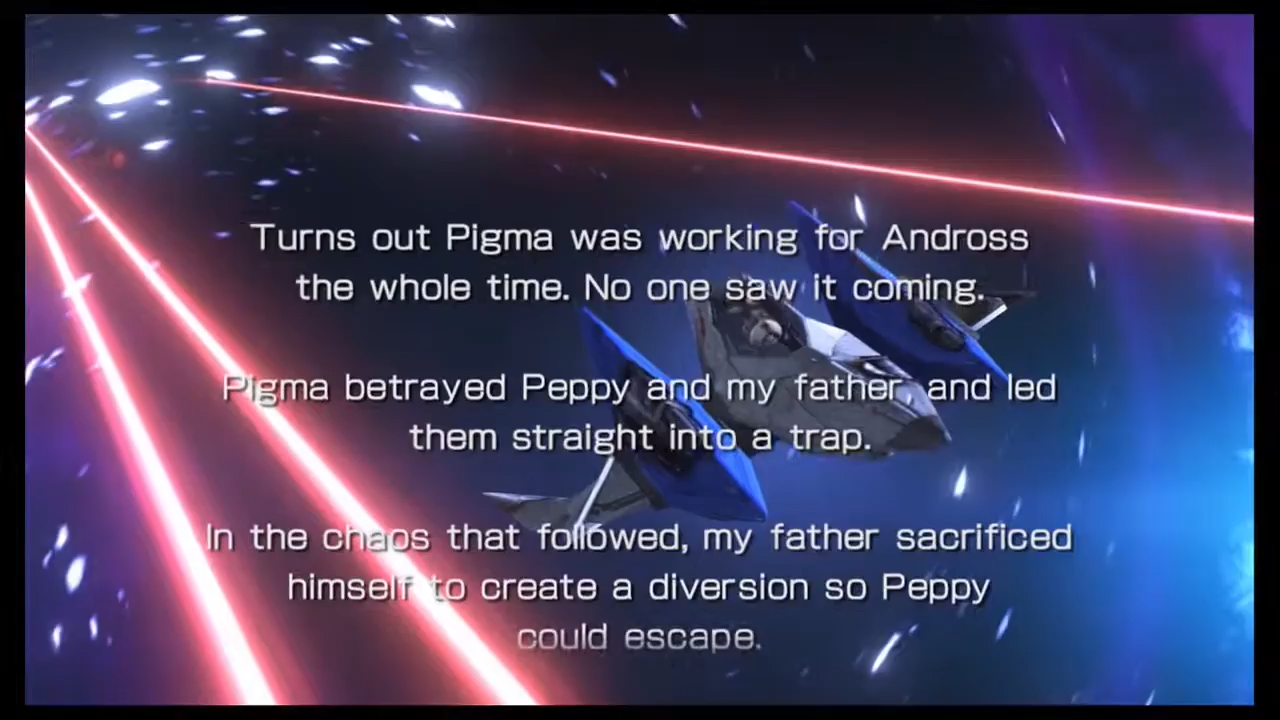 Turns out Pigma was working for Andross
the whole time. No one saw it coming.
Pigma betrayed Peppy and my father, and led
them straight into a trap.
In the chaos that followed, my father sacrificed
himself to create a diversion so Peppy
could escape.